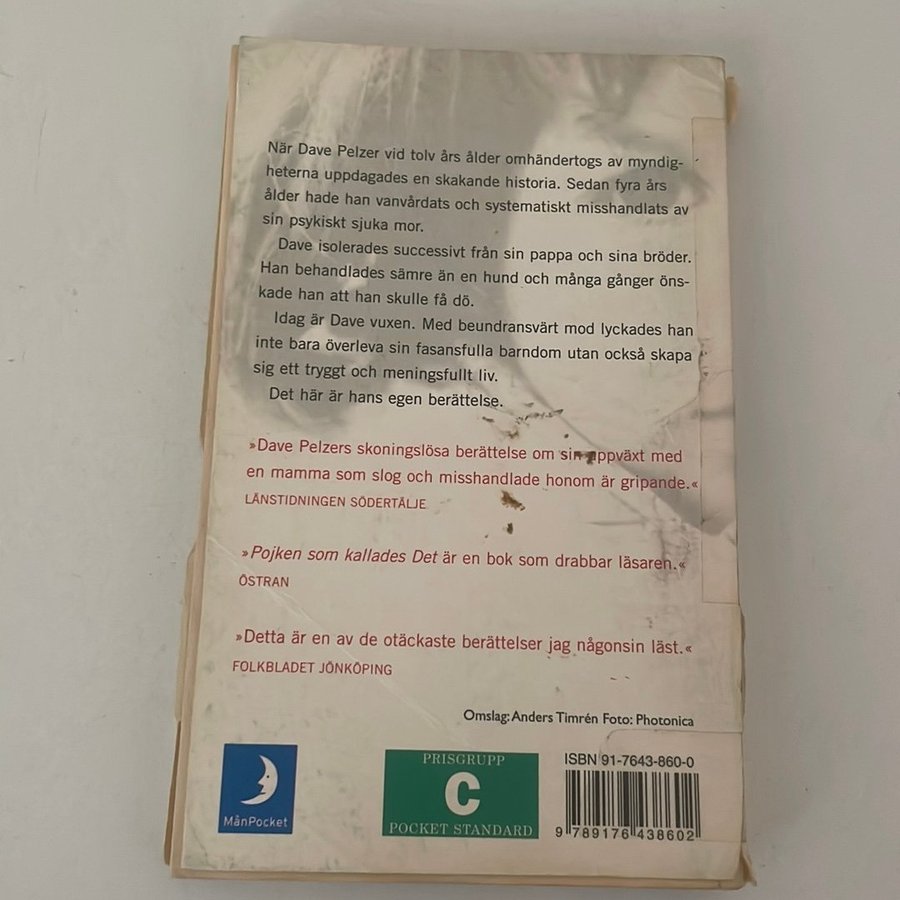 När Dave Pelzer vid tolv års ålder omhändertogs av myndig-
heterna uppdagades en skakande historia. Sedan fyra års
ålder hade han vanvårdats och systematiskt misshandlats av
sin psykiskt sjuka mor.
Dave isolerades successivt från sin pappa och sina bröder.
Han behandlades sämre än en hund och många gånger öns-
kade han att han skulle få dö.
Idag är Dave vuxen. Med beundransvärt mod lyckades han
inte bara överleva sin fasansfulla barndom utan också skapa
sig ett tryggt och meningsfullt liv.
Det här är hans egen berättelse.
»Dave Pelzers skoningslösa berättelse om sin uppväxt med
en mamma som slog och misshandlade honom är gripande.«
LÄNSTIDNINGEN SÖDERTÄLJE
»Pojken som kallades Det är en bok som drabbar läsaren.«
ÖSTRAN
»Detta är en av de otäckaste berättelser jag någonsin läst.«
FOLKBLADET JÖNKÖPING
Omslag: Anders Timrén Foto: Photonica
MånPocket
PRISGRUPP
C
POCKET STANDARD
ISBN 91-7643-860-0
9 789176 438602